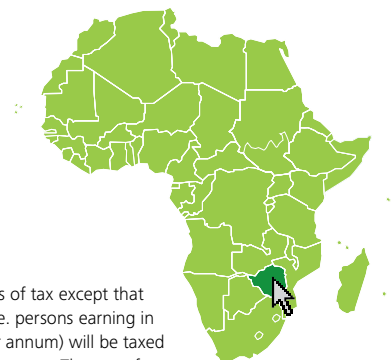 s of tax except that
e. persons earning in
annum) will be taxed